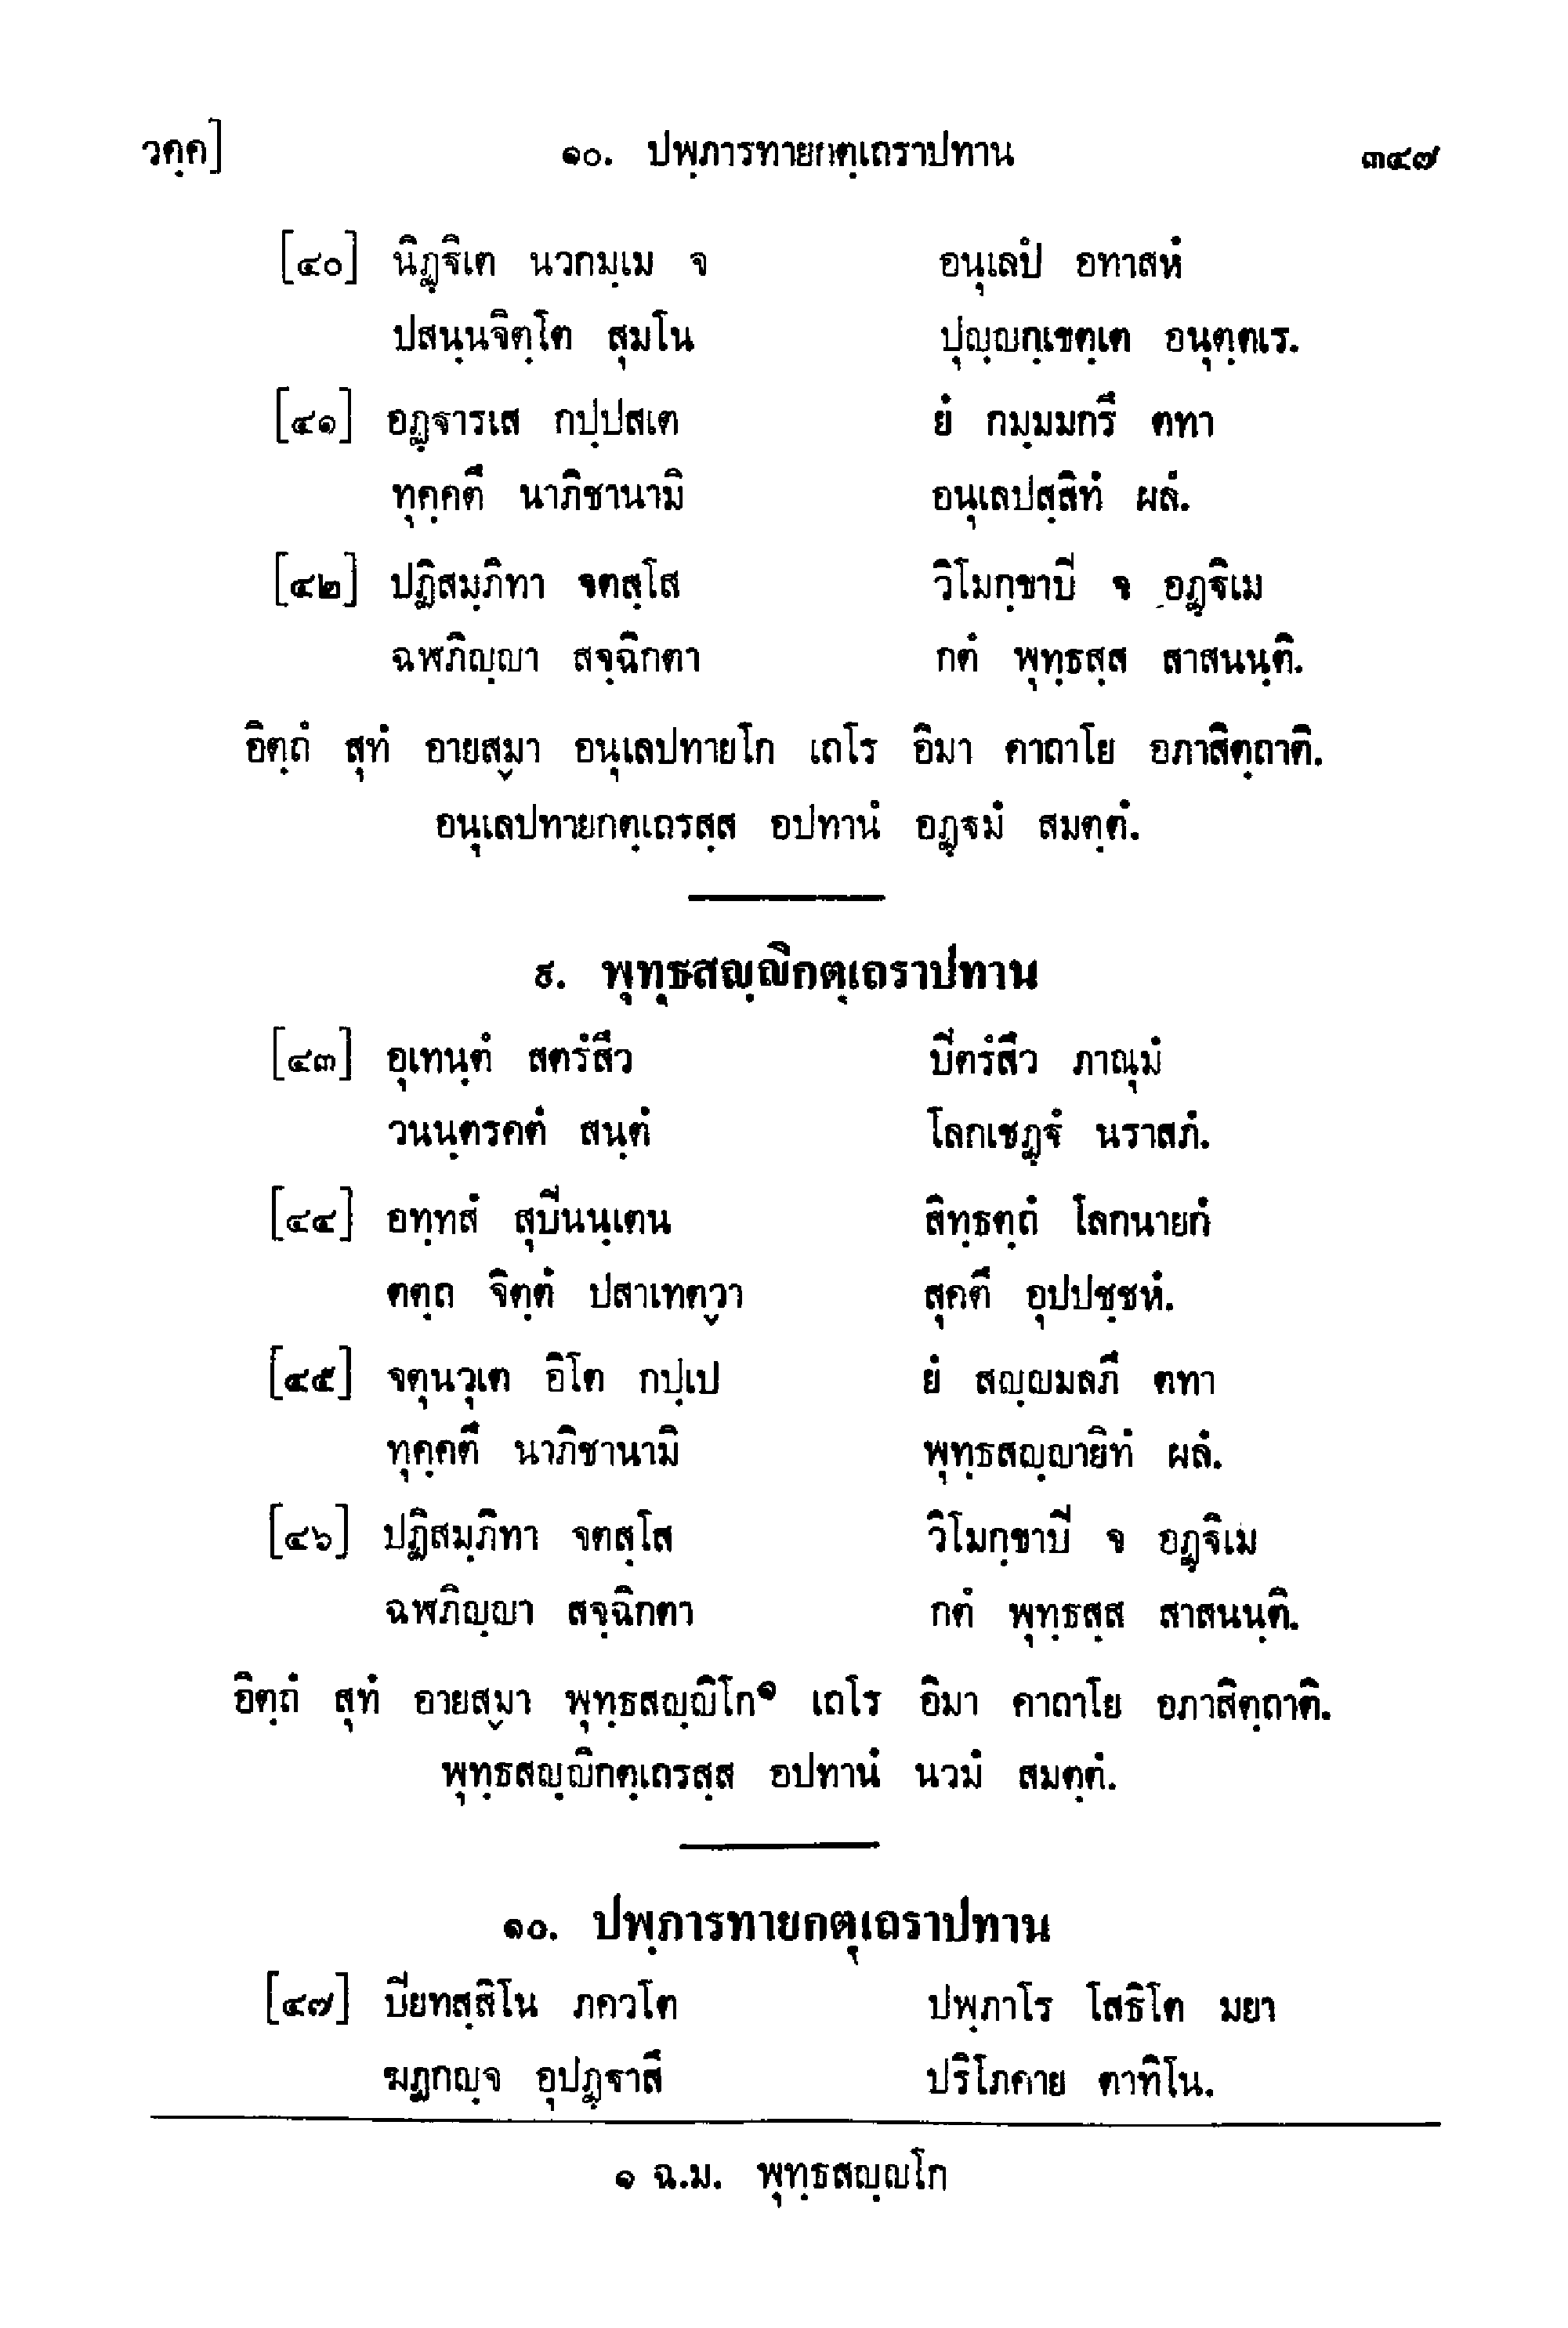 วคฺค] ๑๐. ปพฺภารทายกตฺเถราปทาน ๓๔๗
[๔๐] นิฏฺฐิเต นวกมฺเม จ อนุเลปํ อทาสหํ
ปสนฺนจิตฺโต สุมโน ปุญฺญกฺเขตฺเต อนุตฺตเร.
[๔๑] อฏฺฐารเส กปฺปสเต ยํ กมฺมมกรึ ตทา
ทุคฺคตึ นาภิชานามิ อนุเลปสฺสิทํ ผลํ.
[๔๒] ปฏิสมฺภิทา จตสฺโส วิโมกฺขาปิ จ อฏฺฐิเม
ฉฬภิญฺญา สจฺฉิกตา กตํ พุทฺธสฺส สาสนนฺติ.
อิตฺถํ สุทํ อายสฺมา อนุเลปทายโก เถโร อิมา คาถาโย อภาสิตฺถาติ.
อนุเลปทายกตฺเถรสฺส อปทานํ อฏฺฐมํ สมตฺตํ.
๙. พุทฺธสญฺญิกตฺเถราปทาน
[๔๓] อุเทนฺตํ สตรํสึว ปีตรํสึว ภาณุมํ
วนนฺตรคตํ สนฺตํ โลกเชฏฺฐํ นราสภํ.
[๔๔] อทฺทสํ สุปินนฺเตน สิทฺธตฺถํ โลกนายกํ
ตตฺถ จิตฺตํ ปสาเทตฺวา สุคตึ อุปปชฺชหํ.
[๔๕] จตุนวุเต อิโต กปฺเป ยํ สญฺญมลภึ ตทา
ทุคฺคตึ นาภิชานามิ พุทฺธสญฺญายิทํ ผลํ.
[๔๖] ปฏิสมฺภิทา จตสฺโส วิโมกฺขาปิ จ อฏฺฐิเม
ฉฬภิญฺญา สจฺฉิกตา กตํ พุทฺธสฺส สาสนนฺติ.
อิตฺถํ สุทํ อายสฺมา พุทฺธสญฺญิโก๑ เถโร อิมา คาถาโย อภาสิตฺถาติ.
พุทฺธสญฺญิกตฺเถรสฺส อปทานํ นวมํ สมตฺตํ.
๑๐. ปพฺภารทายกตฺเถราปทาน
[๔๗] ปิยทสฺสิโน ภควโต ปพฺภาโร โสธิโต มยา
ฆฏกญฺจ อุปฏฺฐาสึ ปริโภคาย ตาทิโน.
๑ ฉ.ม. พุทฺธสญฺญโก